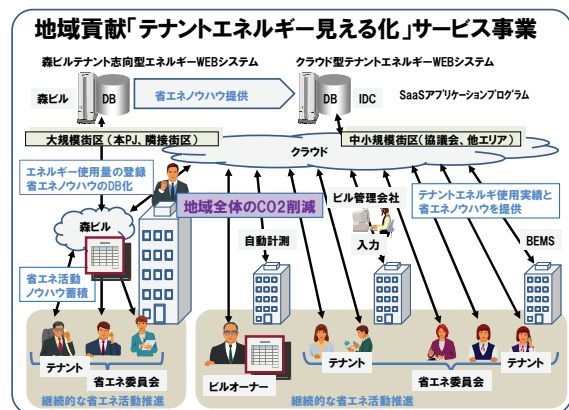 地域貢献「テナントエネルギー見える化」サービス事業
森ビルテナント志向型エネルギーWEBシステム
クラウド型テナントエネルギーWEBシステム
森ビル
DB
省エネノウハウ提供
DB
IDC
SaaSアプリケーションプログラム
大規模街区(本PJ、隣接街区)
中小規模街区(協議会、他エリア)
クラウド
エネルギー使用量の登録
省エネノウハウのDB化
地域全体のCO2削減
ビル管理会社
テナントエネルギ使用実績と
省エネノウハウを提供
森ビル
自動計測
入力
BEMS
省エネ活動
ノウハウ蓄積
テナント
省エネ委員会
継続的な省エネ活動推進
ビルオーナー
テナント
省エネ委員会
テナント
継続的な省エネ活動推進